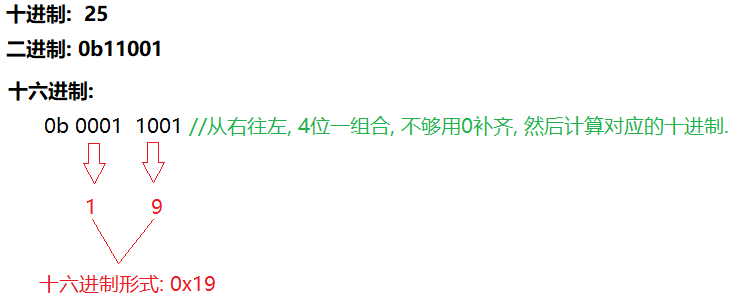 十进制: 25
二进制: 0b11001
十六进制:
0b 0001 1001 //从右往左, 4位一组合, 不够用0补齐, 然后计算对应的十进制.
1 9
十六进制形式: 0x19